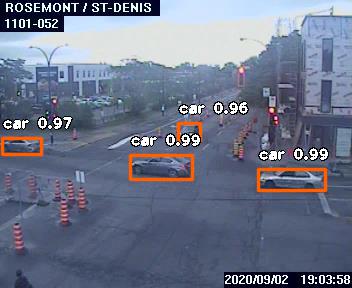 ROSEMONT / ST-DENIS
1101-052
car 0.97
car 0.96
car 0.99
car 0.99
2020/09/02 19:03:58